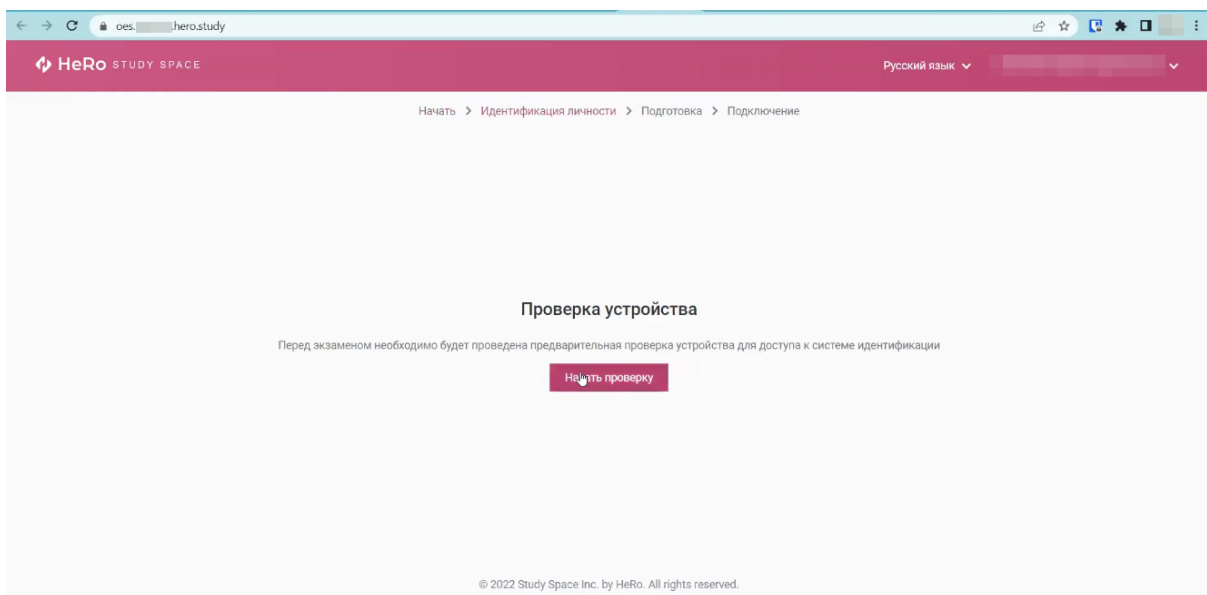 oes. .hero.study
HeRo STUDY SPACE
Русский язык
Начать > Идентификация личности > Подготовка > Подключение
Проверка устройства
Перед экзаменом необходимо будет проведена предварительная проверка устройства для доступа к системе идентификации
Начать проверку
© 2022 Study Space Inc. by HeRo. All rights reserved.